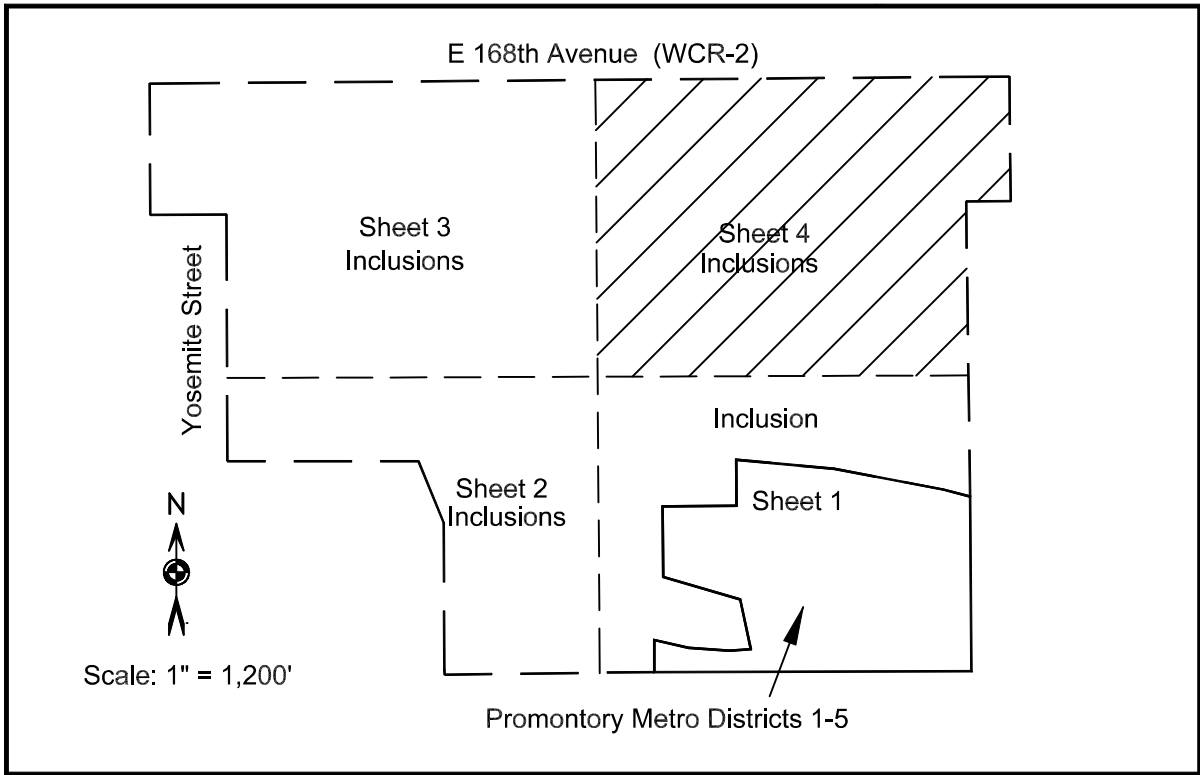 E 168th Avenue (WCR-2)
Sheet 3
Inclusions
Sheet 4
Inclusions
Yosemite Street
Inclusion
Sheet 2
Inclusions
Sheet 1
N
Scale: 1" = 1,200'
Promontory Metro Districts 1-5